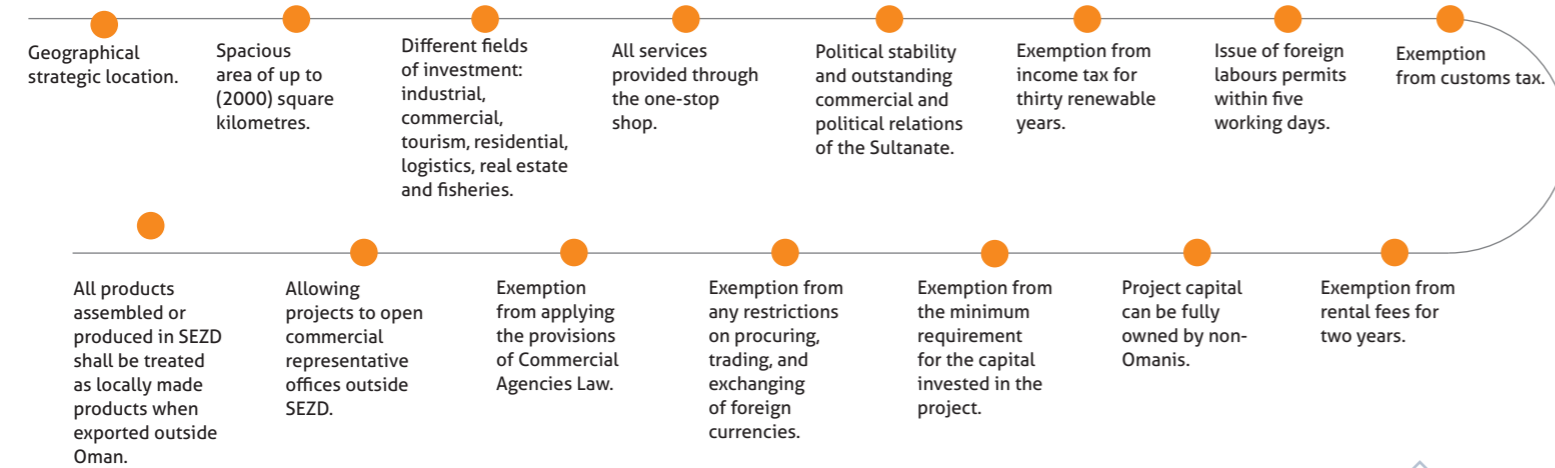 Geographical
strategic location.
Spacious
area of up to
(2000) square
kilometres.
Different fields
of investment:
industrial,
commercial,
tourism, residential,
logistics, real estate
and fisheries.
All services
provided through
the one-stop
shop.
Political stability
and outstanding
commercial and
political relations
of the Sultanate.
Exemption from
income tax for
thirty renewable
years.
Issue of foreign
labours permits
within five
working days.
Exemption
from customs tax.
All products
assembled or
produced in SEZD
shall be treated
as locally made
products when
exported outside
Oman.
Allowing
projects to open
commercial
representative
offices outside
SEZD.
Exemption
from applying
the provisions
of Commercial
Agencies Law.
Exemption from
any restrictions
on procuring,
trading, and
exchanging
of foreign
currencies.
Exemption from
the minimum
requirement
for the capital
invested in the
project.
Project capital
can be fully
owned by non-
Omanis.
Exemption from
rental fees for
two years.